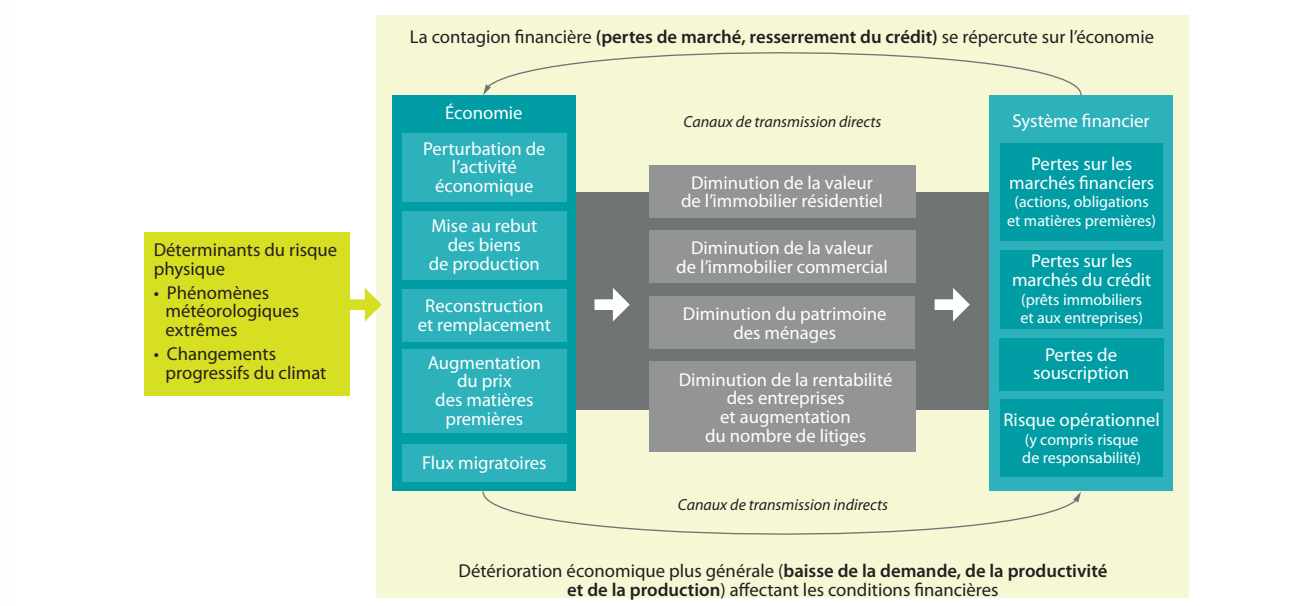 La contagion financière (pertes de marché, resserrement du crédit) se répercute sur l’économie
Déterminants du risque
physique
• Phénomènes
météorologiques
extrêmes
• Changements
progressifs du climat
Économie
Perturbation de
l’activité
économique
Mise au rebut
des biens
de production
Reconstruction
et remplacement
Augmentation
du prix
des matières
premières
Flux migratoires
Canaux de transmission directs
Diminution de la valeur
de l’immobilier résidentiel
Diminution de la valeur
de l’immobilier commercial
Diminution du patrimoine
des ménages
Diminution de la rentabilité
des entreprises
et augmentation
du nombre de litiges
Canaux de transmission indirects
Système financier
Pertes sur les
marchés financiers
(actions, obligations
et matières premières)
Pertes sur les
marchés du crédit
(prêts immobiliers
et aux entreprises)
Pertes de
souscription
Risque opérationnel
(y compris risque
de responsabilité)
Détérioration économique plus générale (baisse de la demande, de la productivité
et de la production) affectant les conditions financières